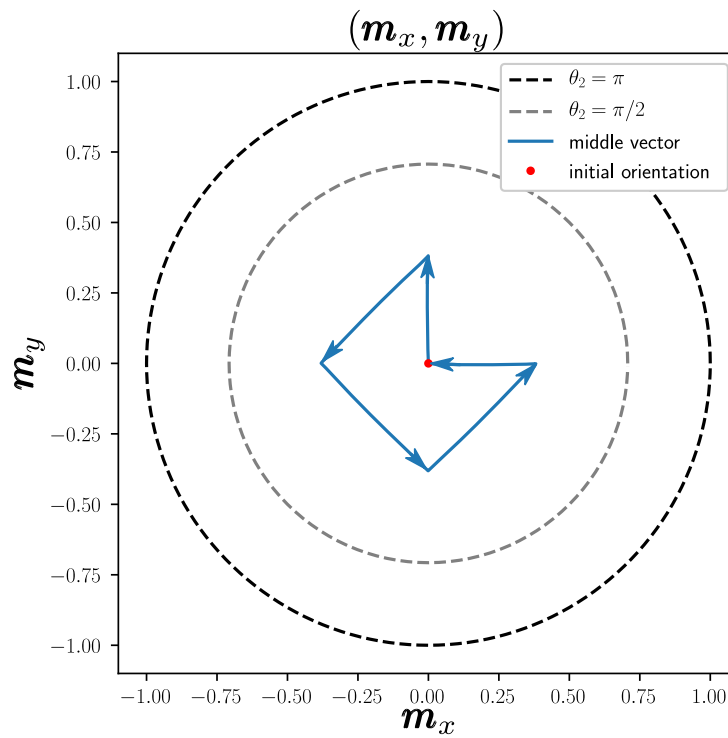 (m_x, m_y)
θ_2 = π
θ_2 = π/2
middle vector
initial orientation
1.00
0.75
0.50
0.25
0.00
−0.25
−0.50
−0.75
−1.00
m_y
−1.00 −0.75 −0.50 −0.25 0.00 0.25 0.50 0.75 1.00
m_x